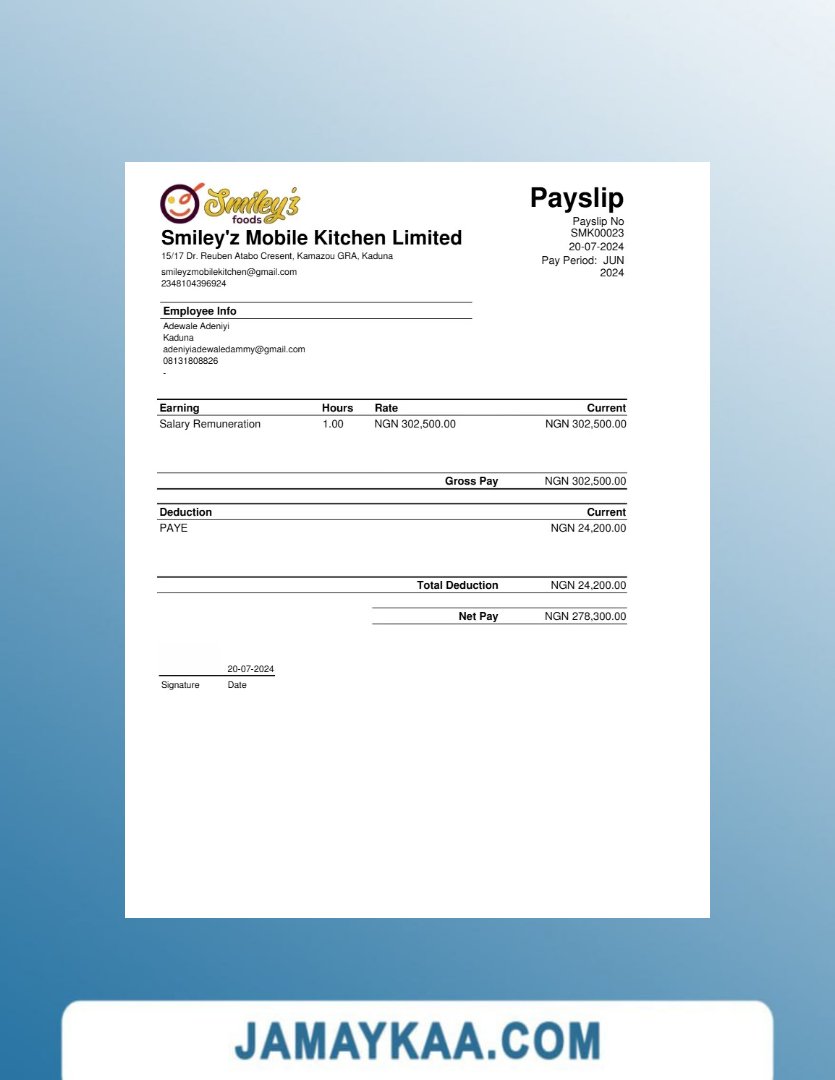 Smiley'z
foods
Smiley'z Mobile Kitchen Limited
15/17 Dr. Reuben Atabo Cresent, Kamazou GRA, Kaduna
smileyzmobilekitchen@gmail.com
2348104396924
Payslip
Payslip No
SMK00023
20-07-2024
Pay Period: JUN
2024
Employee Info
Adewale Adeniyi
Kaduna
adeniyiadewaledammy@gmail.com
08131808826
-
Earning Hours Rate Current
Salary Remuneration 1.00 NGN 302,500.00 NGN 302,500.00
Gross Pay NGN 302,500.00
Deduction Current
PAYE NGN 24,200.00
Total Deduction NGN 24,200.00
Net Pay NGN 278,300.00
20-07-2024
Signature Date
JAMAYKAA.COM